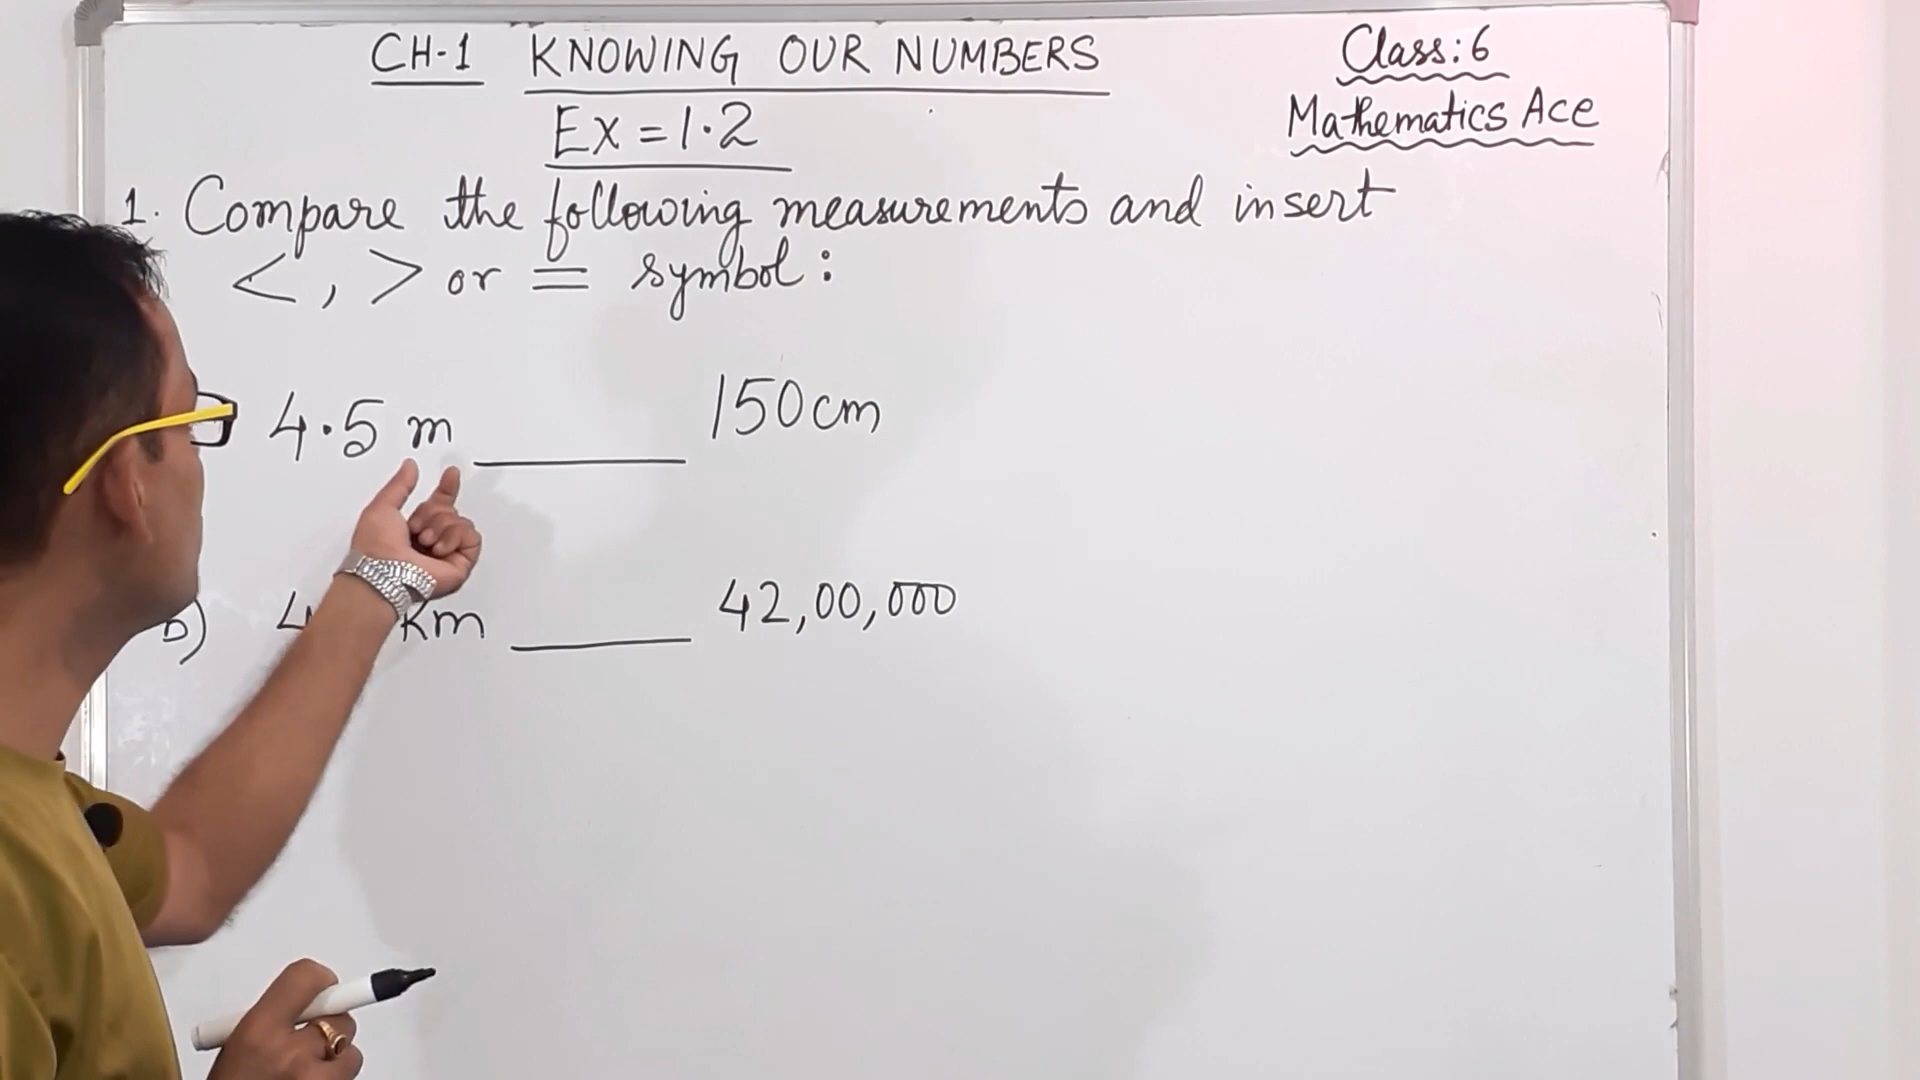 CH-1 KNOWING OUR NUMBERS
Class: 6
Mathematics Ace
Ex = 1.2
1. Compare the following measurements and insert
<, > or = symbol:
4.5 m ______ 150cm
b) Km ______ 42,00,000